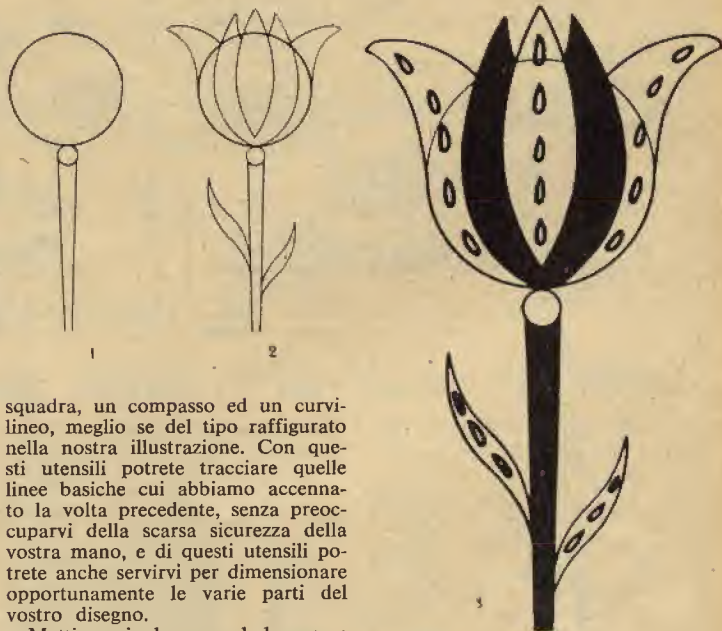 1
2
3
squadra, un compasso ed un curvi-
lineo, meglio se del tipo raffigurato
nella nostra illustrazione. Con que-
sti utensili potrete tracciare quelle
linee basiche cui abbiamo accenna-
to la volta precedente, senza preoc-
cuparvi della scarsa sicurezza della
vostra mano, e di questi utensili po-
trete anche servirvi per dimensionare
opportunamente le varie parti del
vostro disegno.